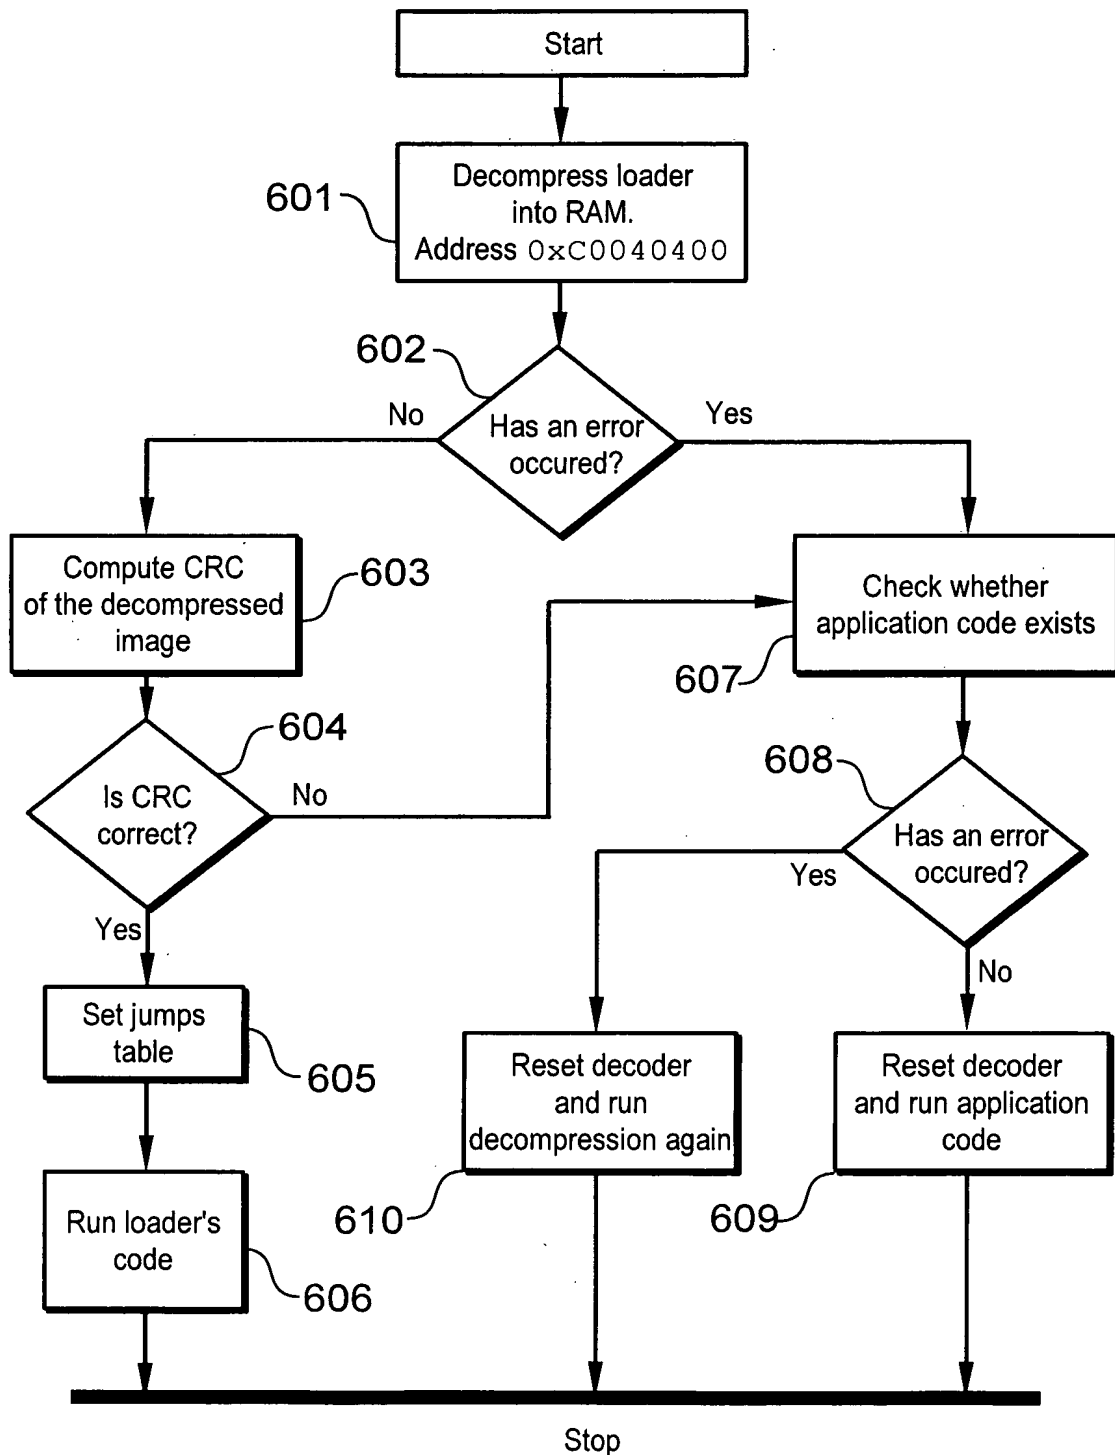 Start
601
Decompress loader
into RAM.
Address 0xC0040400
602
No
Has an error
occured?
Yes
Compute CRC
of the decompressed
image
603
Check whether
application code exists
607
604
Is CRC
correct?
No
608
Has an error
occured?
Yes
Yes
No
Set jumps
table
605
Reset decoder
and run
decompression again
610
Reset decoder
and run application
code
609
Run loader's
code
606
Stop